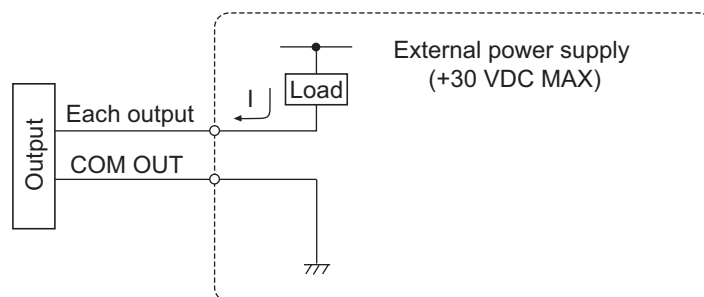 External power supply
(+30 VDC MAX)
Load
I
Each output
COM OUT
Output